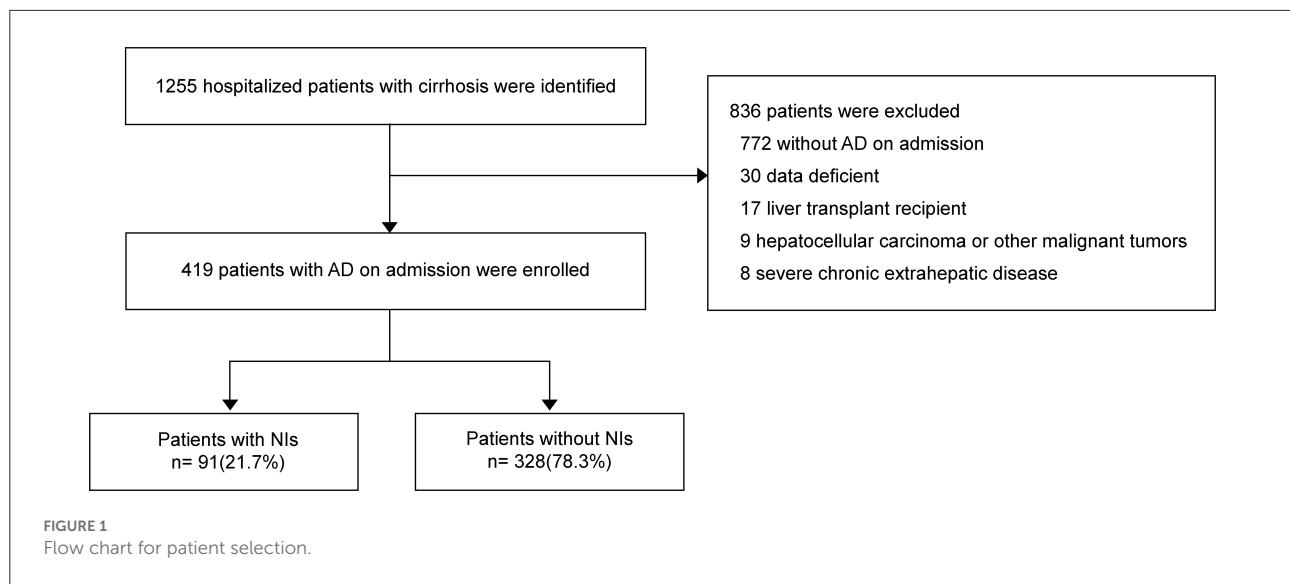 1255 hospitalized patients with cirrhosis were identified
836 patients were excluded
772 without AD on admission
30 data deficient
17 liver transplant recipient
9 hepatocellular carcinoma or other malignant tumors
8 severe chronic extrahepatic disease
419 patients with AD on admission were enrolled
Patients with NIs
n= 91(21.7%)
Patients without NIs
n= 328(78.3%)
FIGURE 1
Flow chart for patient selection.